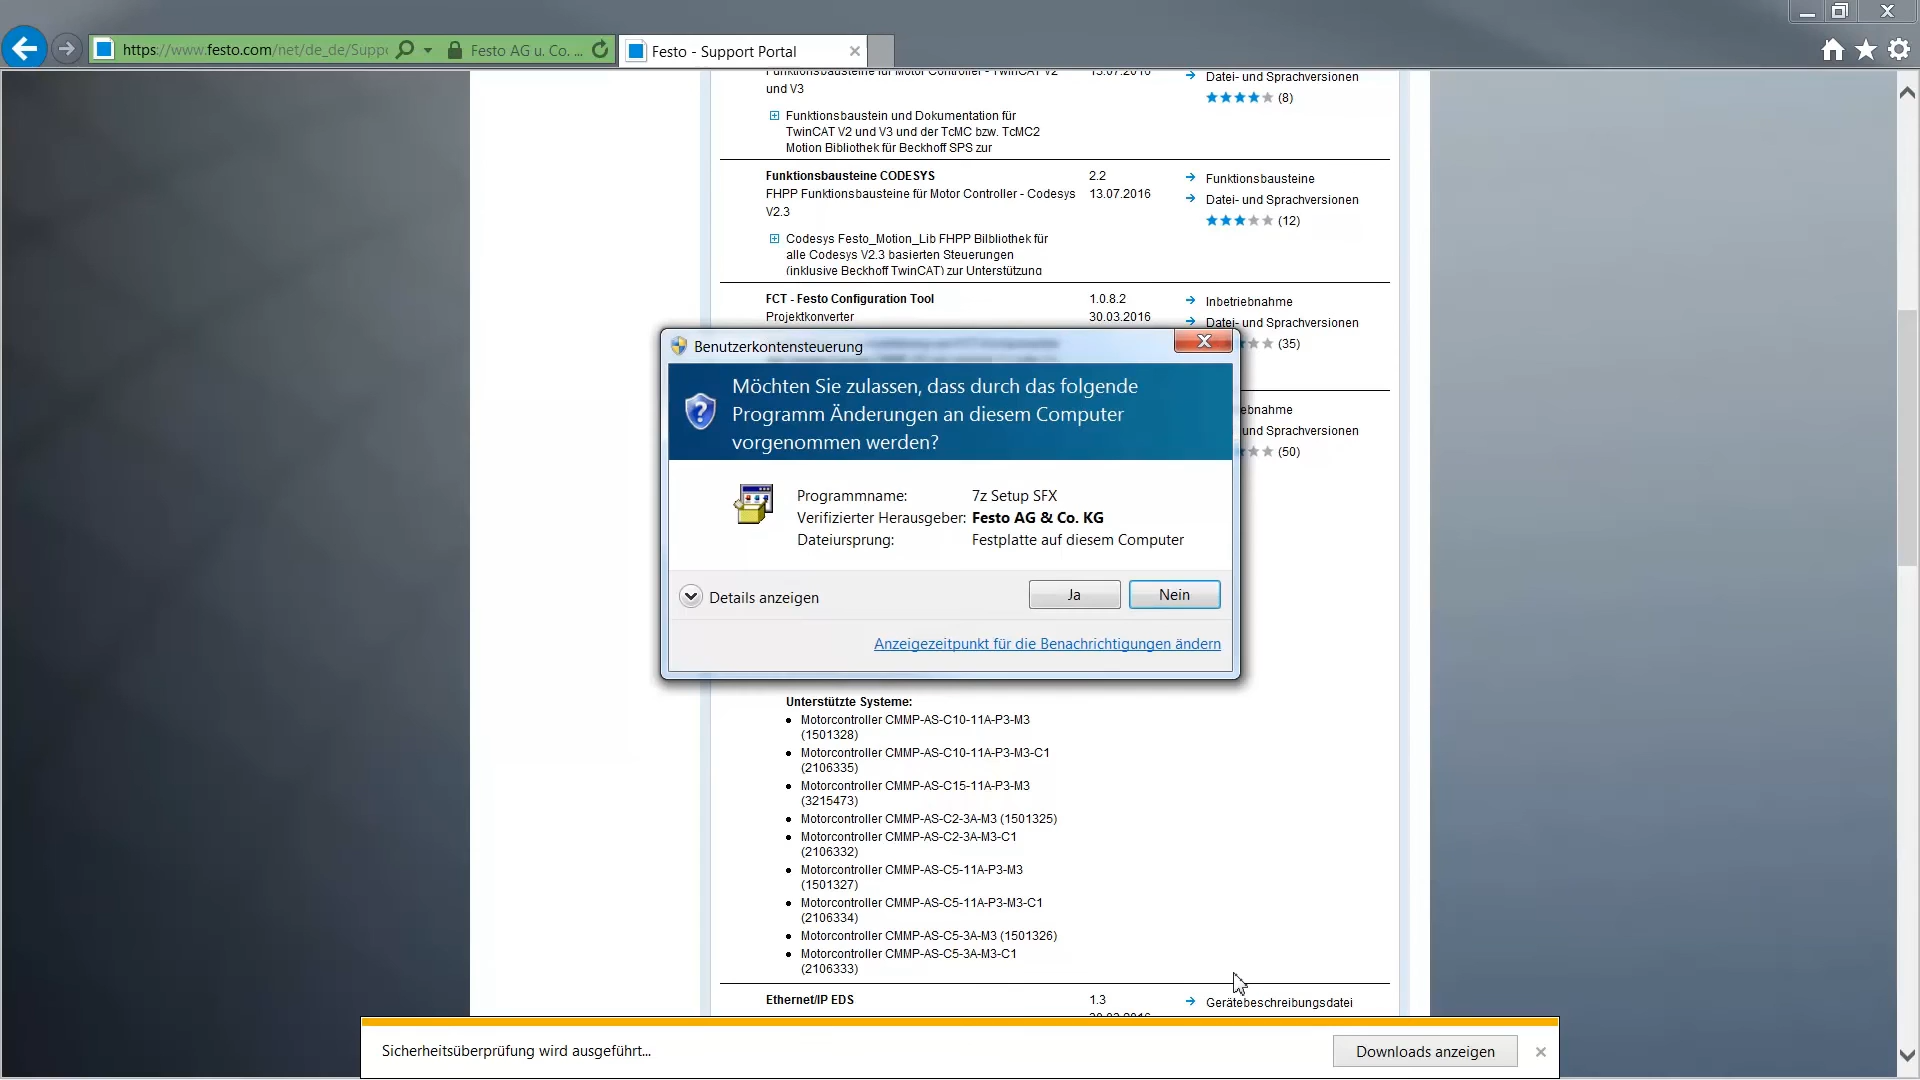 https://www.festo.com/net/de_de/Suppo
Festo AG u. Co. ...
Festo - Support Portal
Funktionsbausteine für Motor Controller - TwinCAT V2
und V3
13.07.2016
Datei- und Sprachversionen
(8)
Funktionsbaustein und Dokumentation für
TwinCAT V2 und V3 und der TcMC bzw. TcMC2
Motion Bibliothek für Beckhoff SPS zur
Funktionsbausteine CODESYS
2.2
Funktionsbausteine
FHPP Funktionsbausteine für Motor Controller - Codesys
V2.3
13.07.2016
Datei- und Sprachversionen
(12)
Codesys Festo_Motion_Lib FHPP Bilbliothek für
alle Codesys V2.3 basierten Steuerungen
(inklusive Beckhoff TwinCAT) zur Unterstützung
FCT - Festo Configuration Tool
1.0.8.2
Inbetriebnahme
Projektkonverter
30.03.2016
Datei- und Sprachversionen
(35)
ebnahme
und Sprachversionen
(50)
Benutzerkontensteuerung
Möchten Sie zulassen, dass durch das folgende
Programm Änderungen an diesem Computer
vorgenommen werden?
Programmname: 7z Setup SFX
Verifizierter Herausgeber: Festo AG & Co. KG
Dateiursprung: Festplatte auf diesem Computer
Details anzeigen
Ja
Nein
Anzeigezeitpunkt für die Benachrichtigungen ändern
Unterstützte Systeme:
Motorcontroller CMMP-AS-C10-11A-P3-M3
(1501328)
Motorcontroller CMMP-AS-C10-11A-P3-M3-C1
(2106335)
Motorcontroller CMMP-AS-C15-11A-P3-M3
(3215473)
Motorcontroller CMMP-AS-C2-3A-M3 (1501325)
Motorcontroller CMMP-AS-C2-3A-M3-C1
(2106332)
Motorcontroller CMMP-AS-C5-11A-P3-M3
(1501327)
Motorcontroller CMMP-AS-C5-11A-P3-M3-C1
(2106334)
Motorcontroller CMMP-AS-C5-3A-M3 (1501326)
Motorcontroller CMMP-AS-C5-3A-M3-C1
(2106333)
Ethernet/IP EDS
1.3
Gerätebeschreibungsdatei
Sicherheitsüberprüfung wird ausgeführt...
Downloads anzeigen